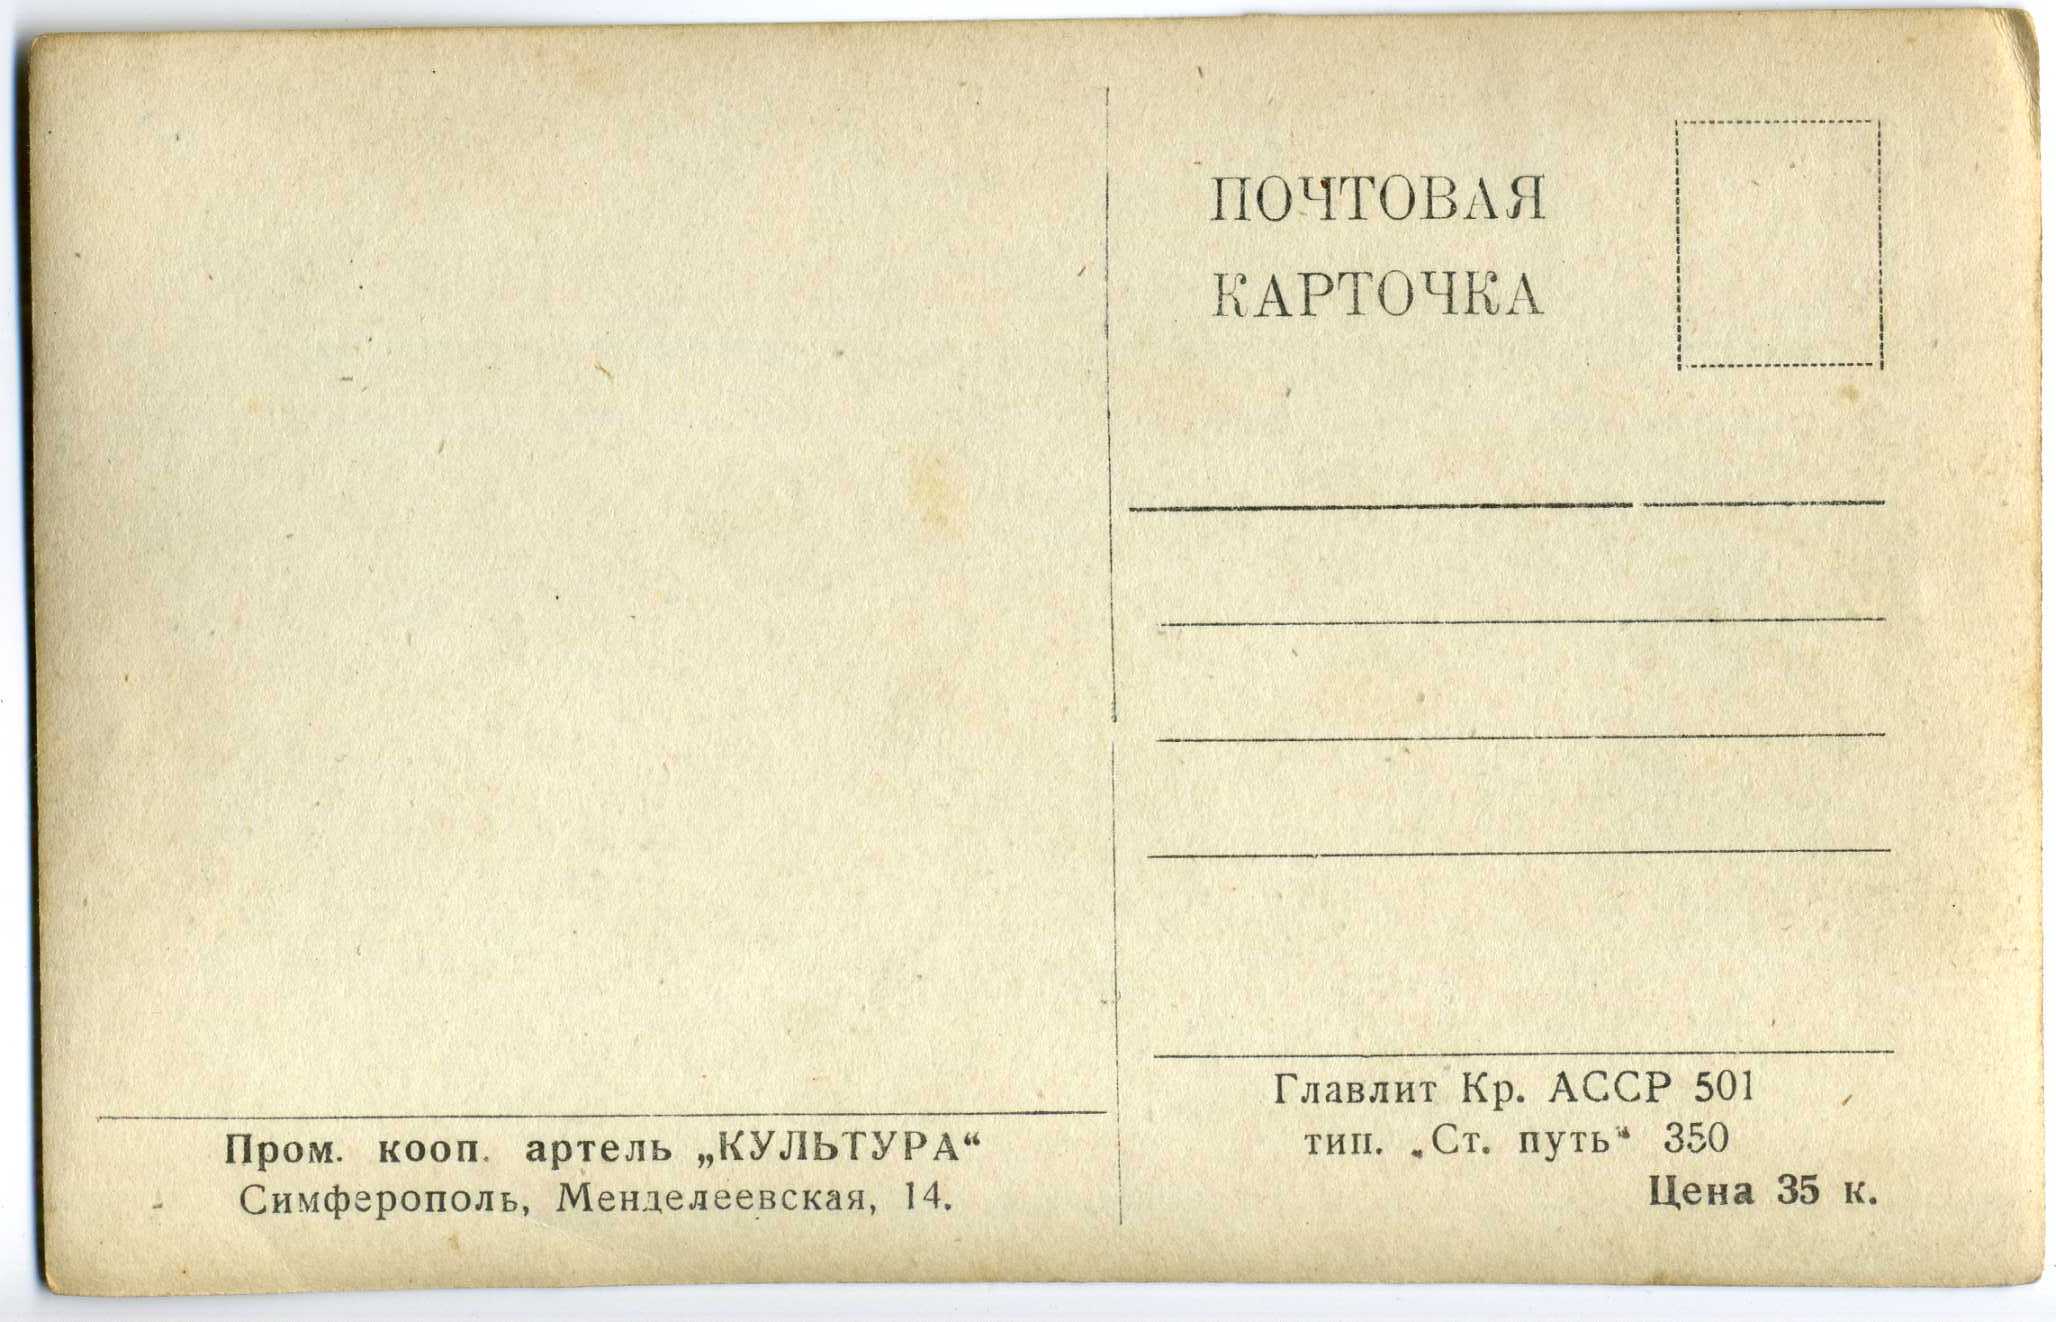 ПОЧТОВАЯ
КАРТОЧКА
Пром. кооп. артель „КУЛЬТУРА“
Симферополь, Менделеевская, 14.
Главлит Кр. АССР 501
тип. „Ст. путь“ 350
Цена 35 к.